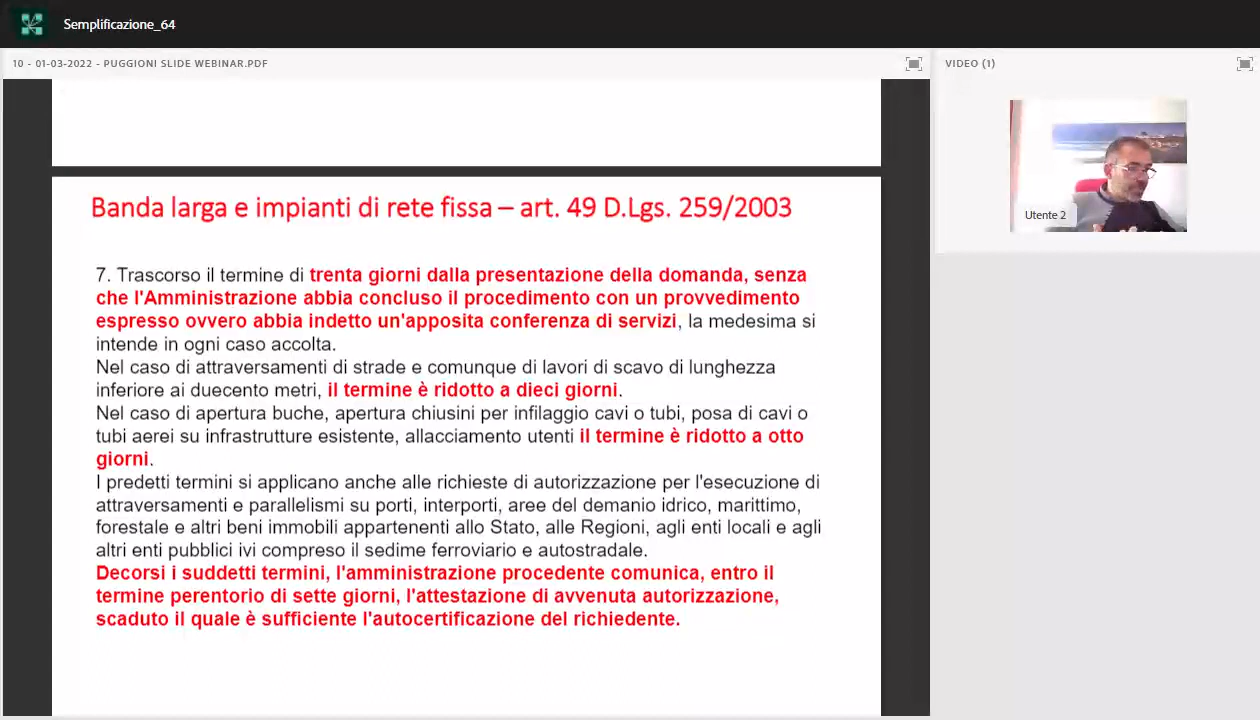 Semplificazione_64
10 - 01-03-2022 - PUGGIONI SLIDE WEBINAR.PDF
VIDEO (1)
Banda larga e impianti di rete fissa – art. 49 D.Lgs. 259/2003
7. Trascorso il termine di trenta giorni dalla presentazione della domanda, senza
che l'Amministrazione abbia concluso il procedimento con un provvedimento
espresso ovvero abbia indetto un'apposita conferenza di servizi, la medesima si
intende in ogni caso accolta.
Nel caso di attraversamenti di strade e comunque di lavori di scavo di lunghezza
inferiore ai duecento metri, il termine è ridotto a dieci giorni.
Nel caso di apertura buche, apertura chiusini per infilaggio cavi o tubi, posa di cavi o
tubi aerei su infrastrutture esistente, allacciamento utenti il termine è ridotto a otto
giorni.
I predetti termini si applicano anche alle richieste di autorizzazione per l'esecuzione di
attraversamenti e parallelismi su porti, interporti, aree del demanio idrico, marittimo,
forestale e altri beni immobili appartenenti allo Stato, alle Regioni, agli enti locali e agli
altri enti pubblici ivi compreso il sedime ferroviario e autostradale.
Decorsi i suddetti termini, l'amministrazione procedente comunica, entro il
termine perentorio di sette giorni, l'attestazione di avvenuta autorizzazione,
scaduto il quale è sufficiente l'autocertificazione del richiedente.
Utente 2